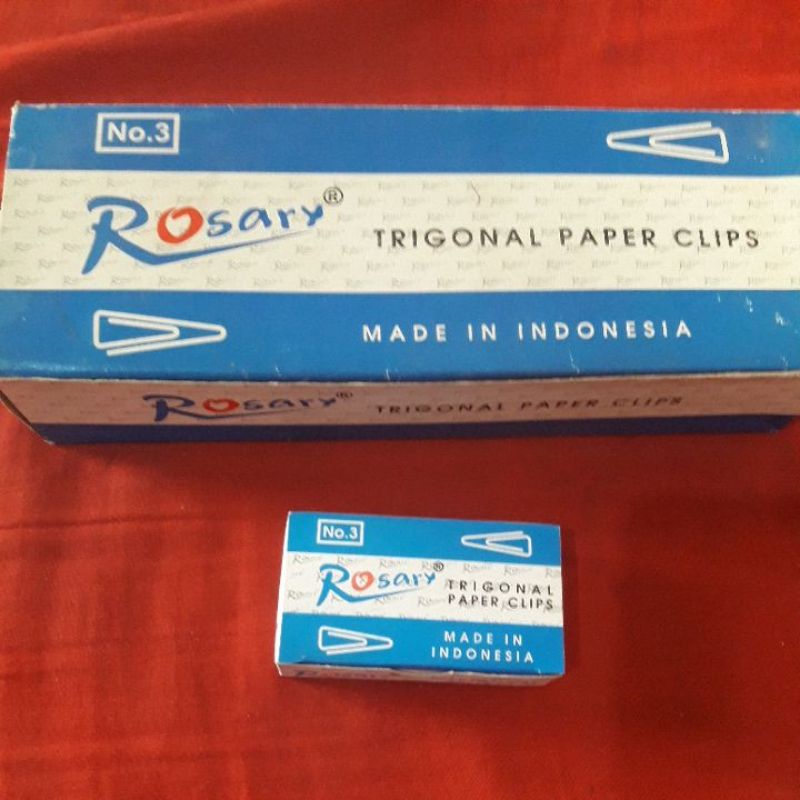 No.3
Rosary® TRIGONAL PAPER CLIPS
MADE IN INDONESIA
Rosary® TRIGONAL PAPER CLIPS
No.3
Rosary® TRIGONAL
PAPER CLIPS
MADE IN
INDONESIA